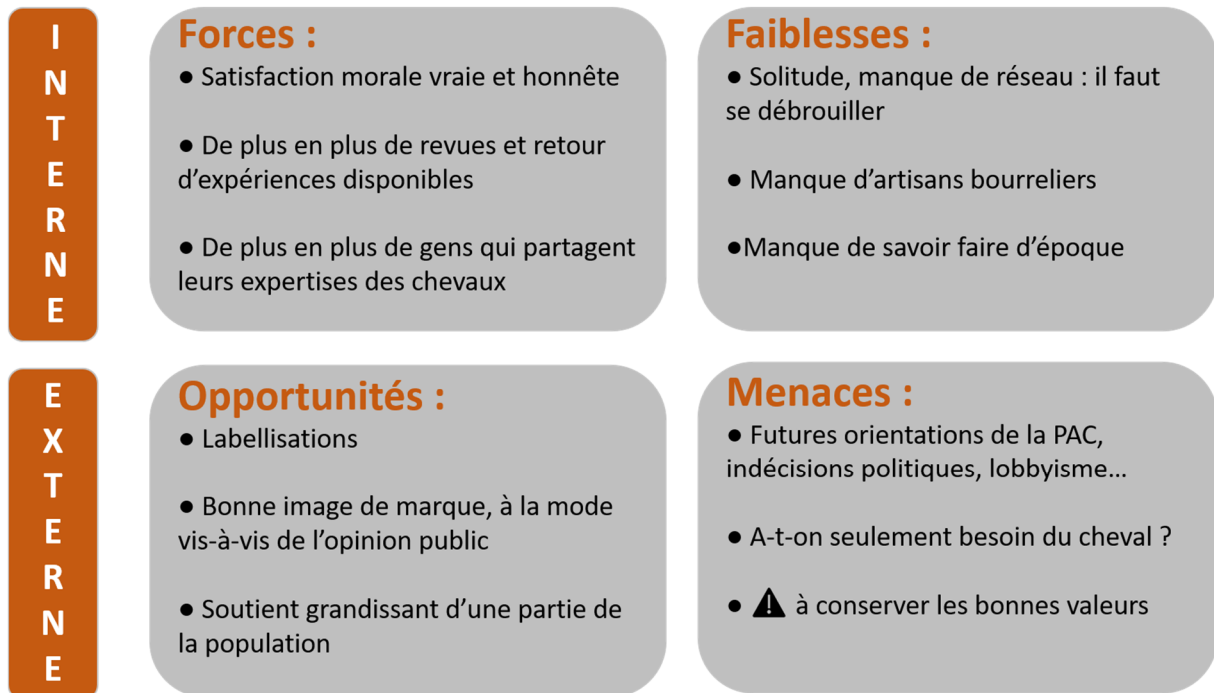 INTERNE
Forces :
● Satisfaction morale vraie et honnête
● De plus en plus de revues et retour
d’expériences disponibles
● De plus en plus de gens qui partagent
leurs expertises des chevaux
Faiblesses :
● Solitude, manque de réseau : il faut
se débrouiller
● Manque d’artisans bourreliers
●Manque de savoir faire d’époque
EXTERNE
Opportunités :
● Labellisations
● Bonne image de marque, à la mode
vis-à-vis de l’opinion public
● Soutient grandissant d’une partie de
la population
Menaces :
● Futures orientations de la PAC,
indécisions politiques, lobbyisme…
● A-t-on seulement besoin du cheval ?
● ⚠ à conserver les bonnes valeurs